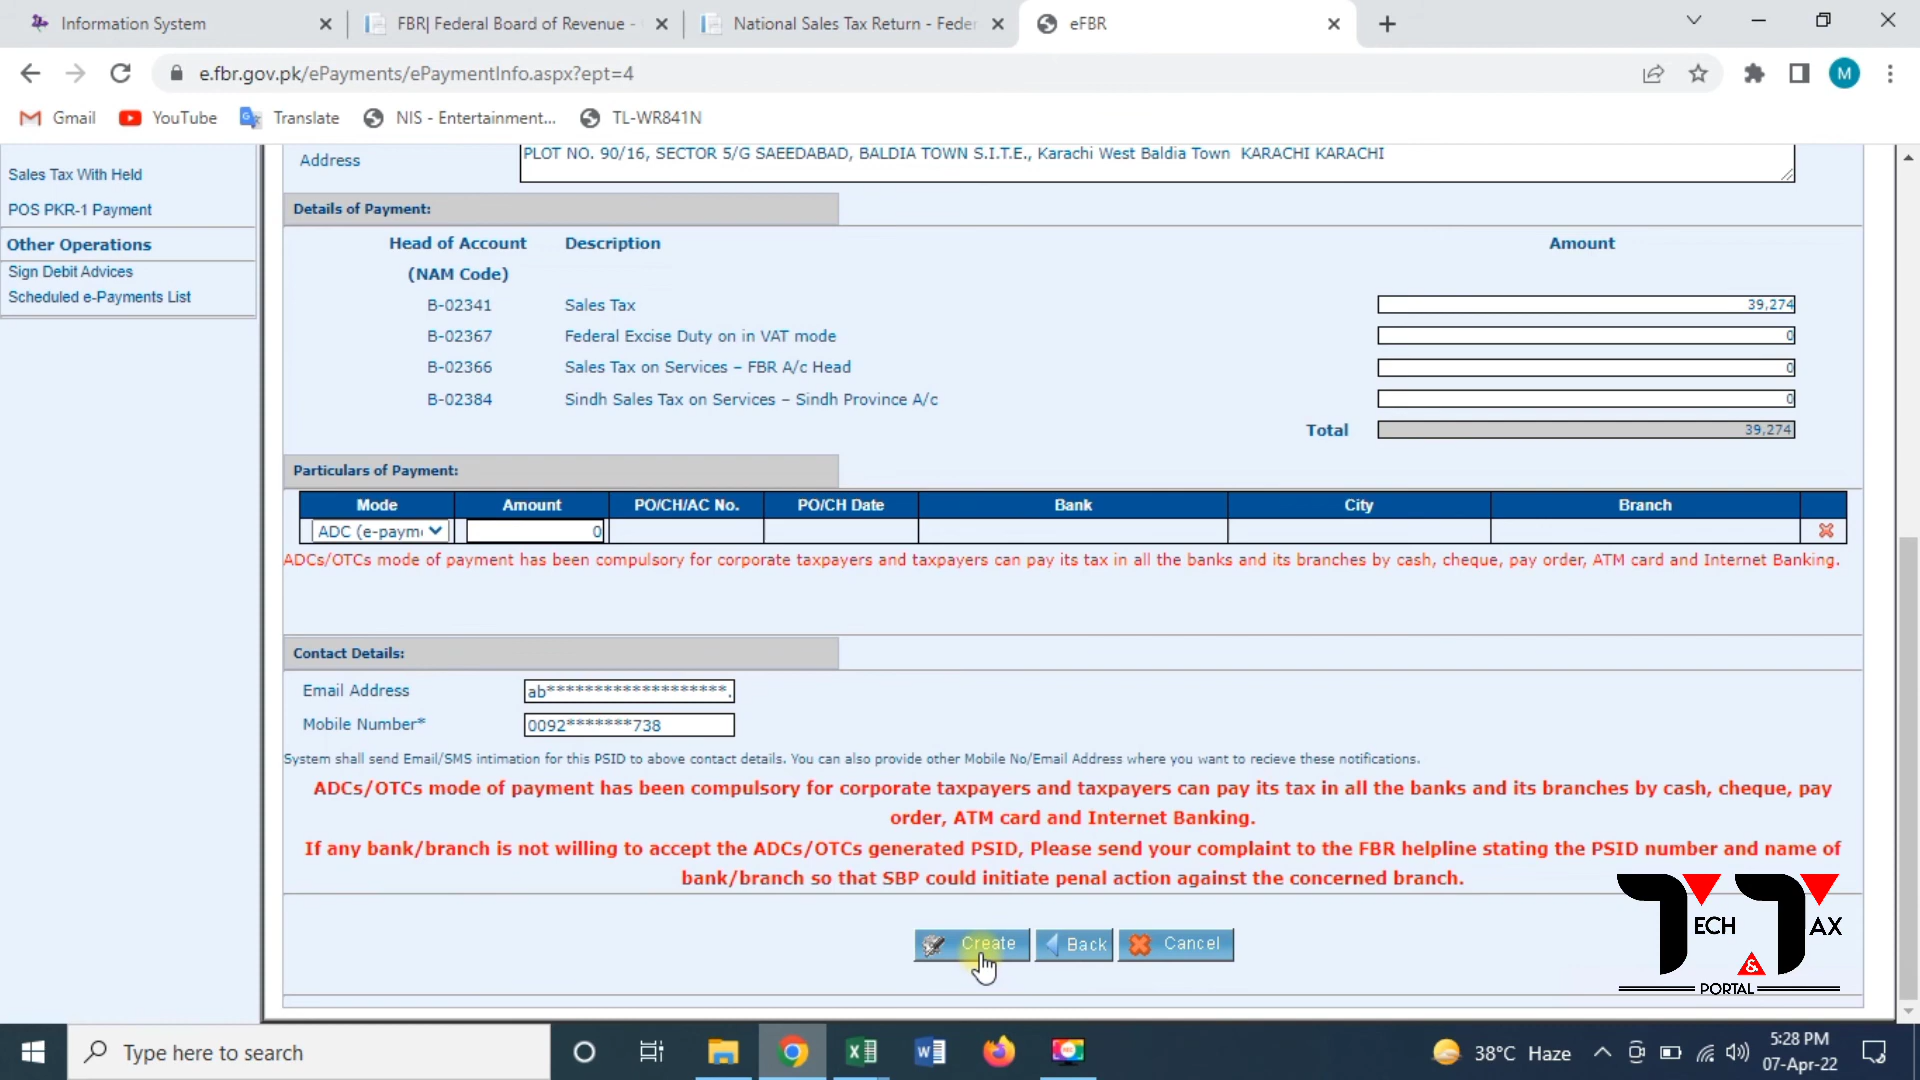 Information System
FBR| Federal Board of Revenue -
National Sales Tax Return - Feder
eFBR
e.fbr.gov.pk/ePayments/ePaymentInfo.aspx?ept=4
M
Gmail
YouTube
Translate
NIS - Entertainment...
TL-WR841N
Sales Tax With Held
POS PKR-1 Payment
Other Operations
Sign Debit Advices
Scheduled e-Payments List
Address
PLOT NO. 90/16, SECTOR 5/G SAEEDABAD, BALDIA TOWN S.I.T.E., Karachi West Baldia Town KARACHI KARACHI
Details of Payment:
Head of Account Description Amount
(NAM Code)
B-02341 Sales Tax 39,274
B-02367 Federal Excise Duty on in VAT mode 0
B-02366 Sales Tax on Services – FBR A/c Head 0
B-02384 Sindh Sales Tax on Services – Sindh Province A/c 0
Total 39,274
Particulars of Payment:
Mode Amount PO/CH/AC No. PO/CH Date Bank City Branch
ADC (e-payme 0
ADCs/OTCs mode of payment has been compulsory for corporate taxpayers and taxpayers can pay its tax in all the banks and its branches by cash, cheque, pay order, ATM card and Internet Banking.
Contact Details:
Email Address ab*******************.
Mobile Number* 0092*******738
System shall send Email/SMS intimation for this PSID to above contact details. You can also provide other Mobile No/Email Address where you want to recieve these notifications.
ADCs/OTCs mode of payment has been compulsory for corporate taxpayers and taxpayers can pay its tax in all the banks and its branches by cash, cheque, pay
order, ATM card and Internet Banking.
If any bank/branch is not willing to accept the ADCs/OTCs generated PSID, Please send your complaint to the FBR helpline stating the PSID number and name of
bank/branch so that SBP could initiate penal action against the concerned branch.
Create Back Cancel
TECH TAX
&
PORTAL
Type here to search
38°C Haze
5:28 PM
07-Apr-22